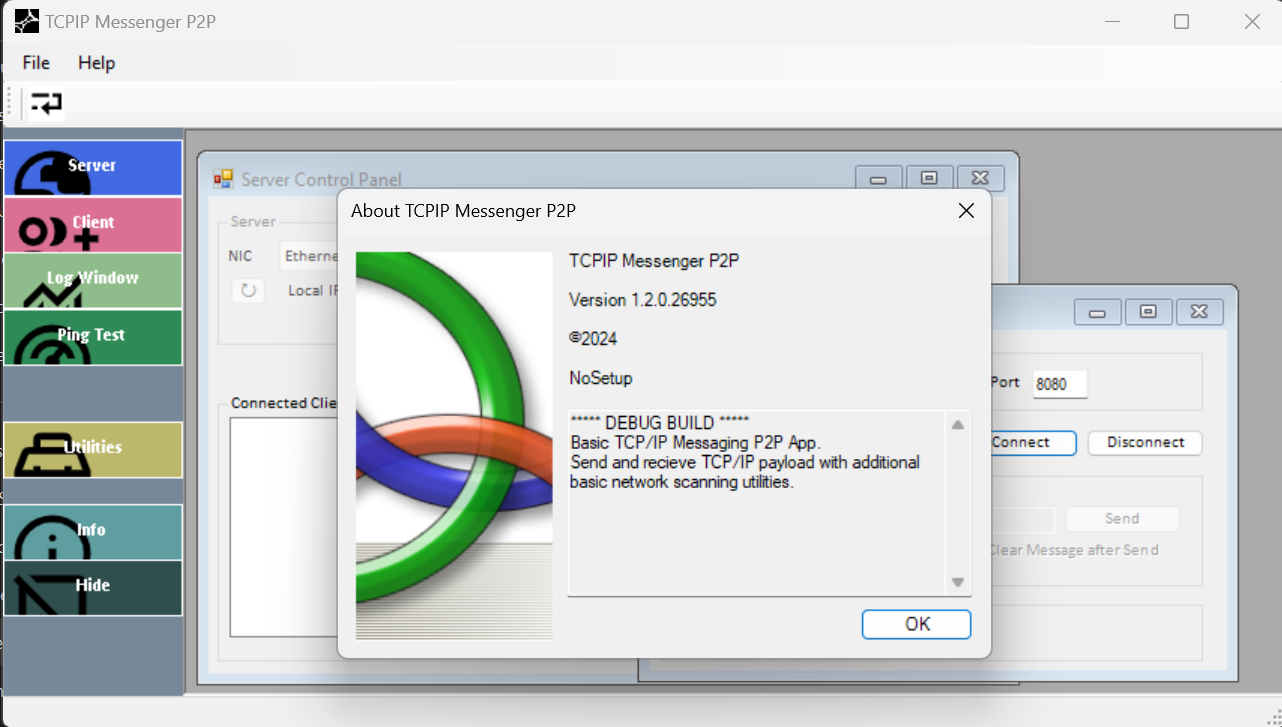 TCPIP Messenger P2P
File Help
Server
Client
Log Window
Ping Test
Utilities
Info
Hide
Server Control Panel
Server
NIC Etherne
Local IP
Connected Clie
About TCPIP Messenger P2P
TCPIP Messenger P2P
Version 1.2.0.26955
©2024
NoSetup
***** DEBUG BUILD *****
Basic TCP/IP Messaging P2P App.
Send and recieve TCP/IP payload with additional
basic network scanning utilities.
OK
Port 8080
Connect Disconnect
Send
Clear Message after Send